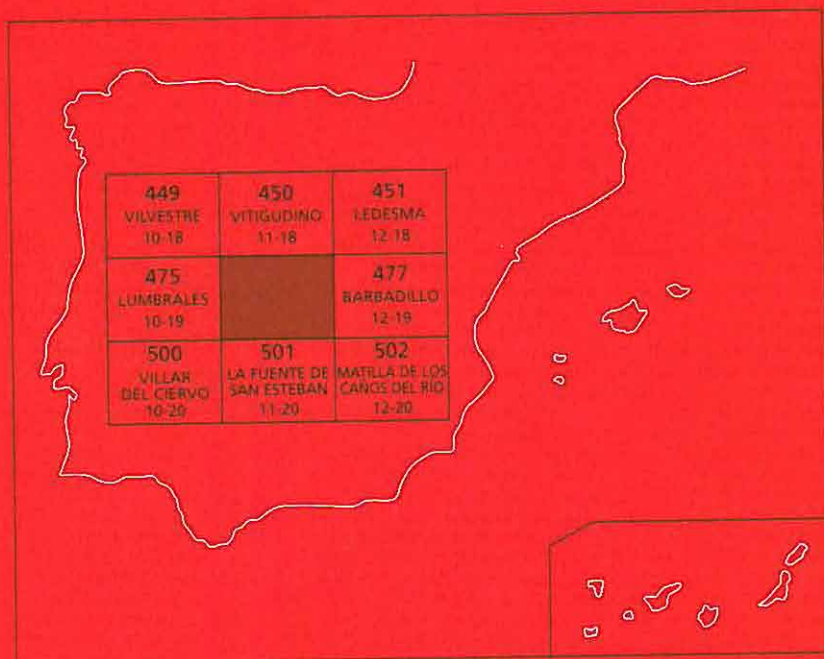 449
VILVESTRE
10-18
450
VITIGUDINO
11-18
451
LEDESMA
12-18
475
LUMBRALES
10-19
477
BARBADILLO
12-19
500
VILLAR
DEL CIERVO
10-20
501
LA FUENTE DE
SAN ESTEBAN
11-20
502
MATILLA DE LOS
CAÑOS DEL RÍO
12-20